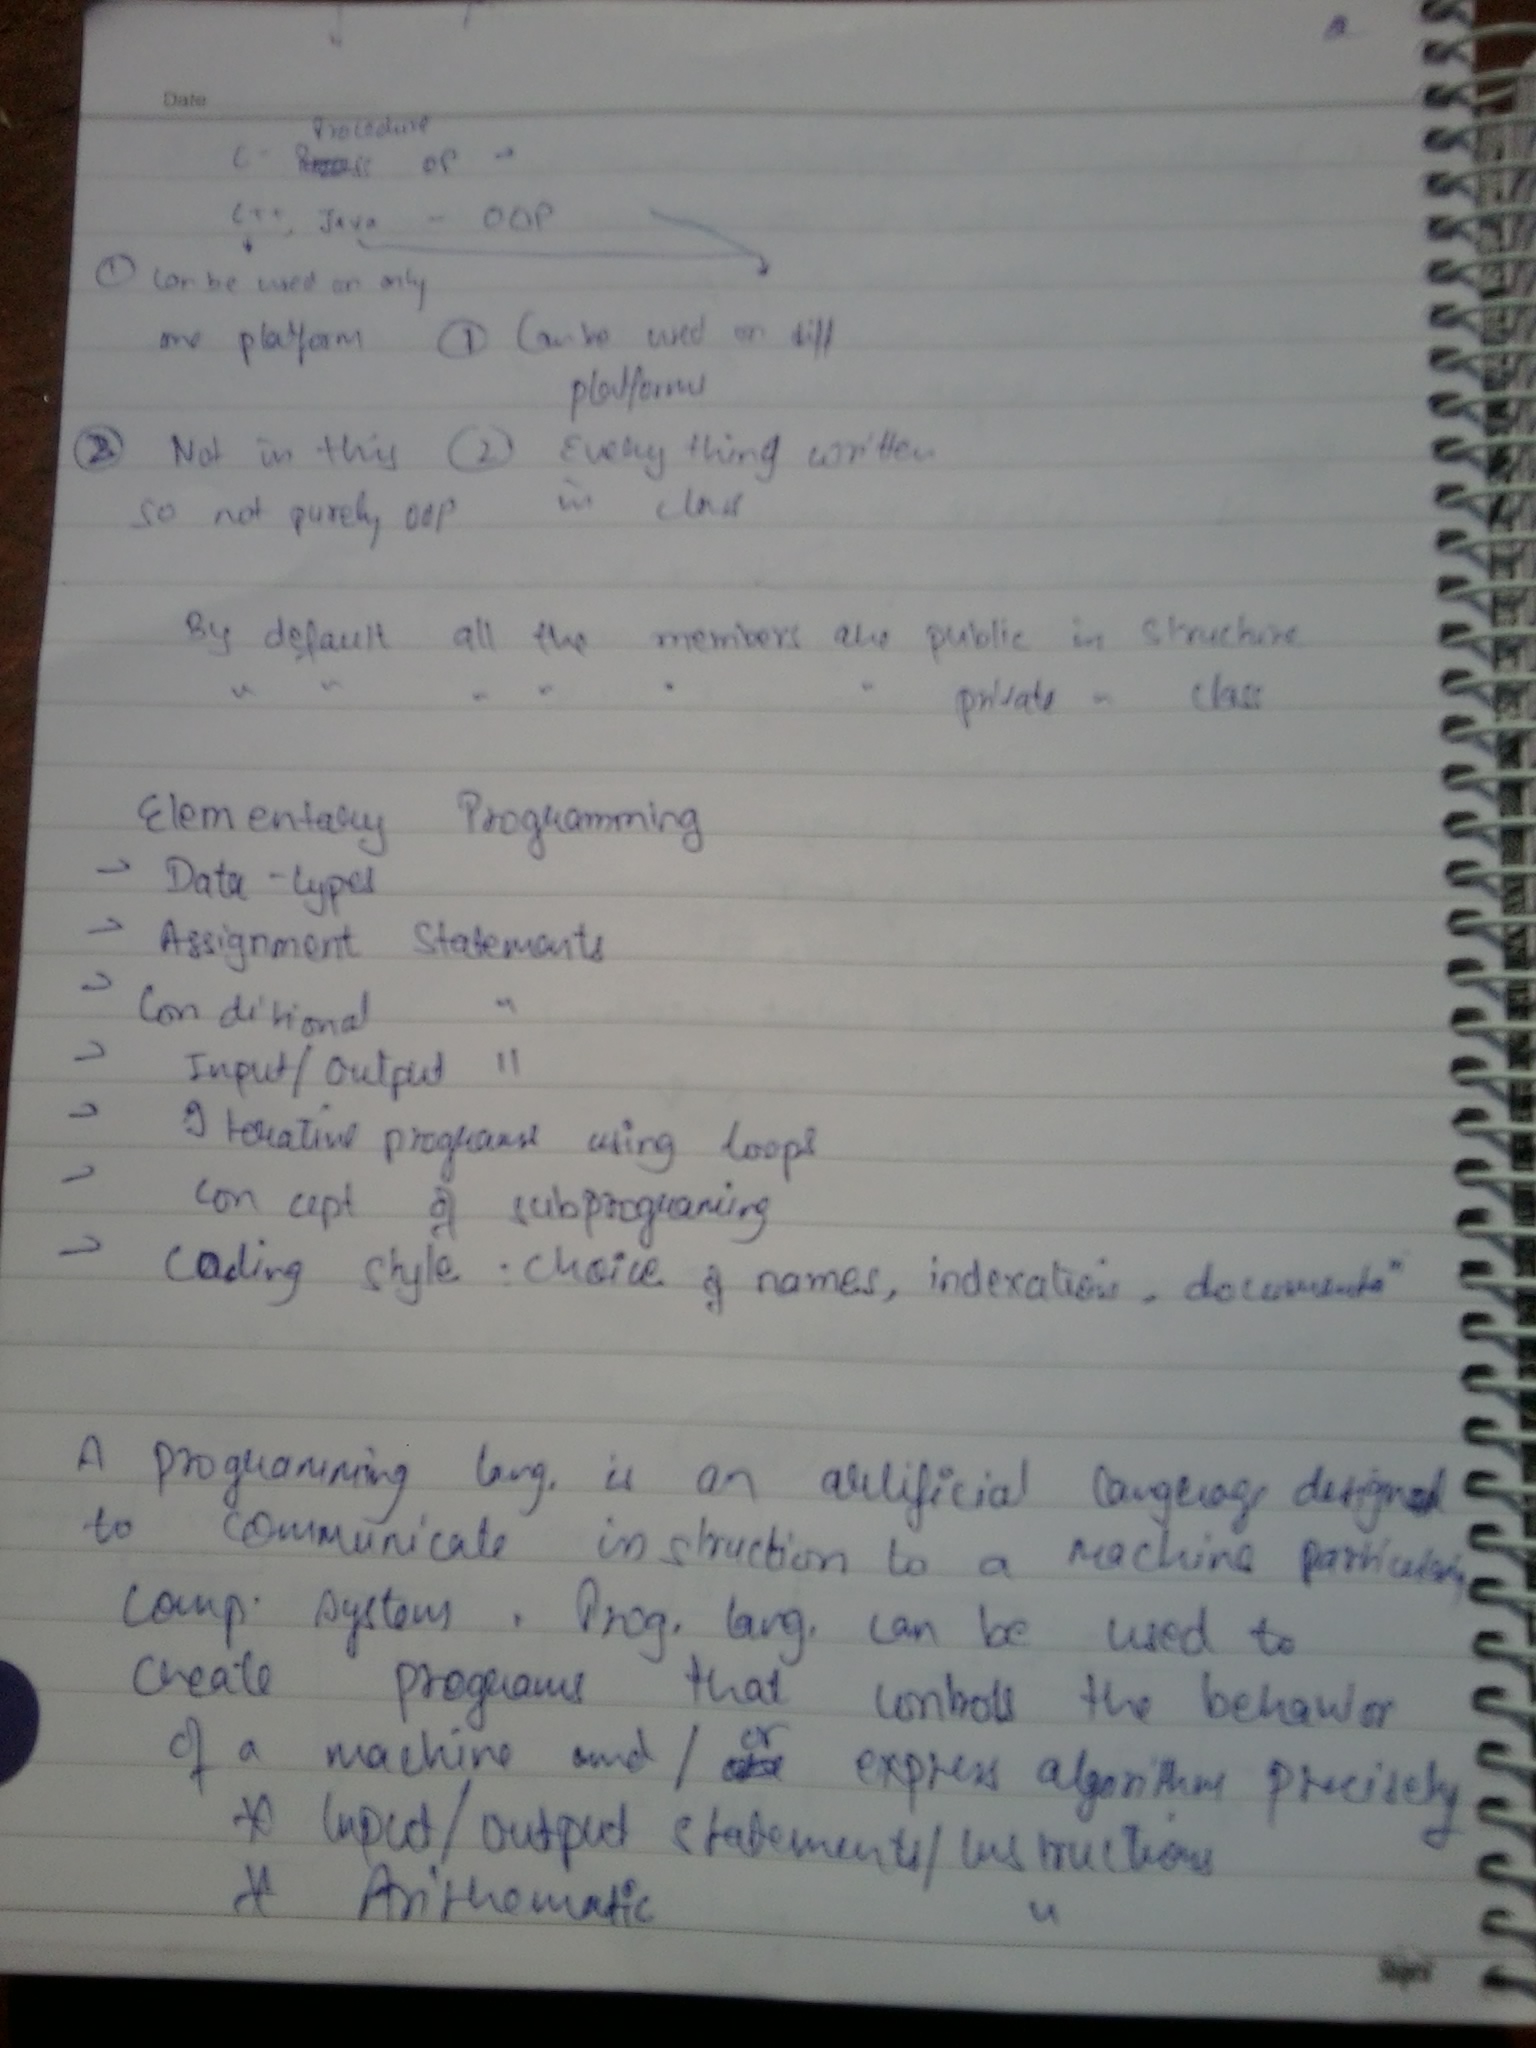 Date
Procedure
C - OP →
C++, Java - OOP
① Can be used on only
one platform ① Can be used on diff
platforms
② Not in this ② Every thing written
so not purely OOP in class
By default all the members are public in structure
" " " " " " private " class
Elementary Programming
→ Data-types
→ Assignment Statements
→ Conditional "
→ Input/Output "
→ Iterative programs using loops
→ Concept of subprograming
→ Coding style : choice of names, indexation, documentan
A programming lang. is an artificial language designed
to communicate instruction to a machine particularly
comp. system. Prog. lang. can be used to
create programs that controls the behavior
of a machine and / or express algorithm precisely
* Input/output statements/instructions
* Arithematic "